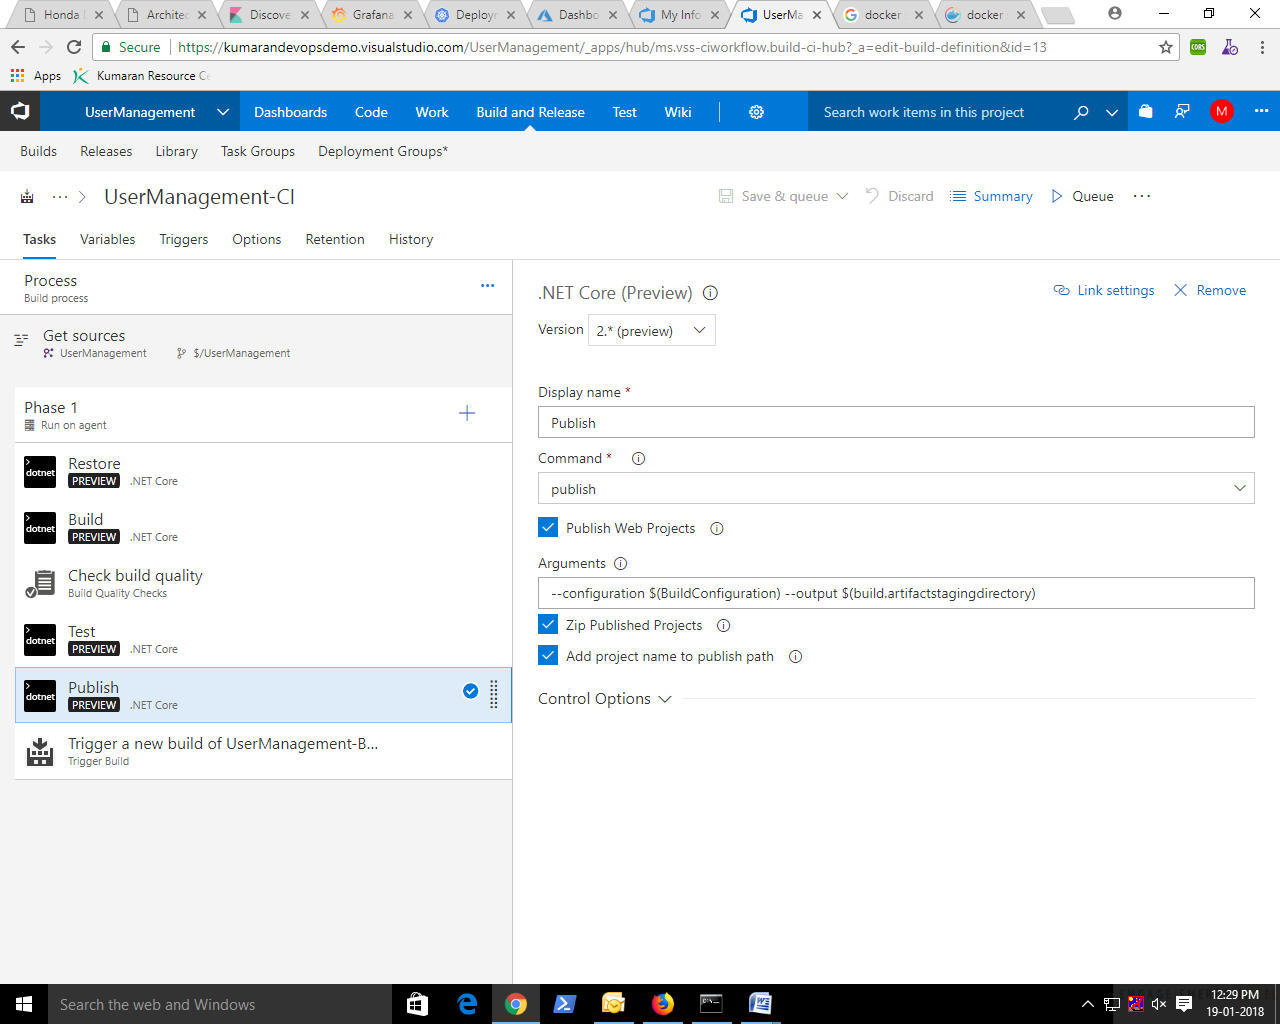 Honda
Architec
Discove
Grafana
Deployn
Dashbo
My Info
UserMa
docker
docker
Secure
https://kumarandevopsdemo.visualstudio.com/UserManagement/_apps/hub/ms.vss-ciworkflow.build-ci-hub?_a=edit-build-definition&id=13
CORS
Apps
Kumaran Resource Ce
UserManagement
Dashboards
Code
Work
Build and Release
Test
Wiki
Search work items in this project
M
Builds
Releases
Library
Task Groups
Deployment Groups*
... > UserManagement-CI
Save & queue
Discard
Summary
Queue
...
Tasks
Variables
Triggers
Options
Retention
History
Process
...
Build process
Get sources
UserManagement
$/UserManagement
Phase 1
Run on agent
dotnet
Restore
PREVIEW .NET Core
dotnet
Build
PREVIEW .NET Core
Check build quality
Build Quality Checks
dotnet
Test
PREVIEW .NET Core
dotnet
Publish
PREVIEW .NET Core
Trigger a new build of UserManagement-B...
Trigger Build
.NET Core (Preview)
Link settings
Remove
Version
2.* (preview)
Display name *
Publish
Command *
publish
Publish Web Projects
Arguments
--configuration $(BuildConfiguration) --output $(build.artifactstagingdirectory)
Zip Published Projects
Add project name to publish path
Control Options
Search the web and Windows
12:29 PM
19-01-2018